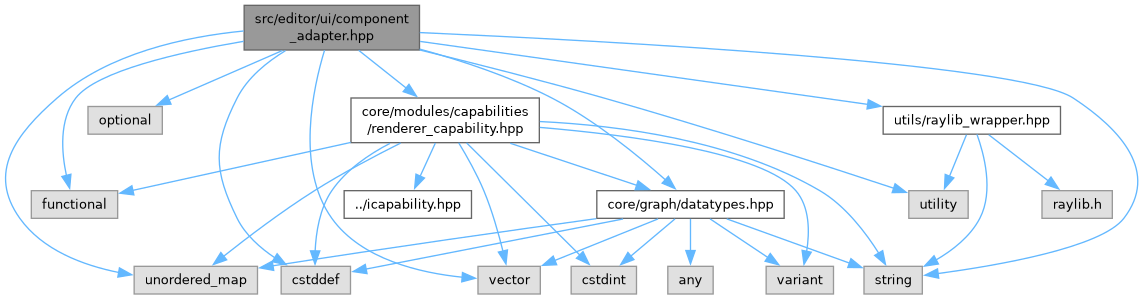 src/editor/ui/component
_adapter.hpp
optional
core/modules/capabilities
/renderer_capability.hpp
utils/raylib_wrapper.hpp
functional
../icapability.hpp
core/graph/datatypes.hpp
utility
raylib.h
unordered_map
cstddef
vector
cstdint
any
variant
string